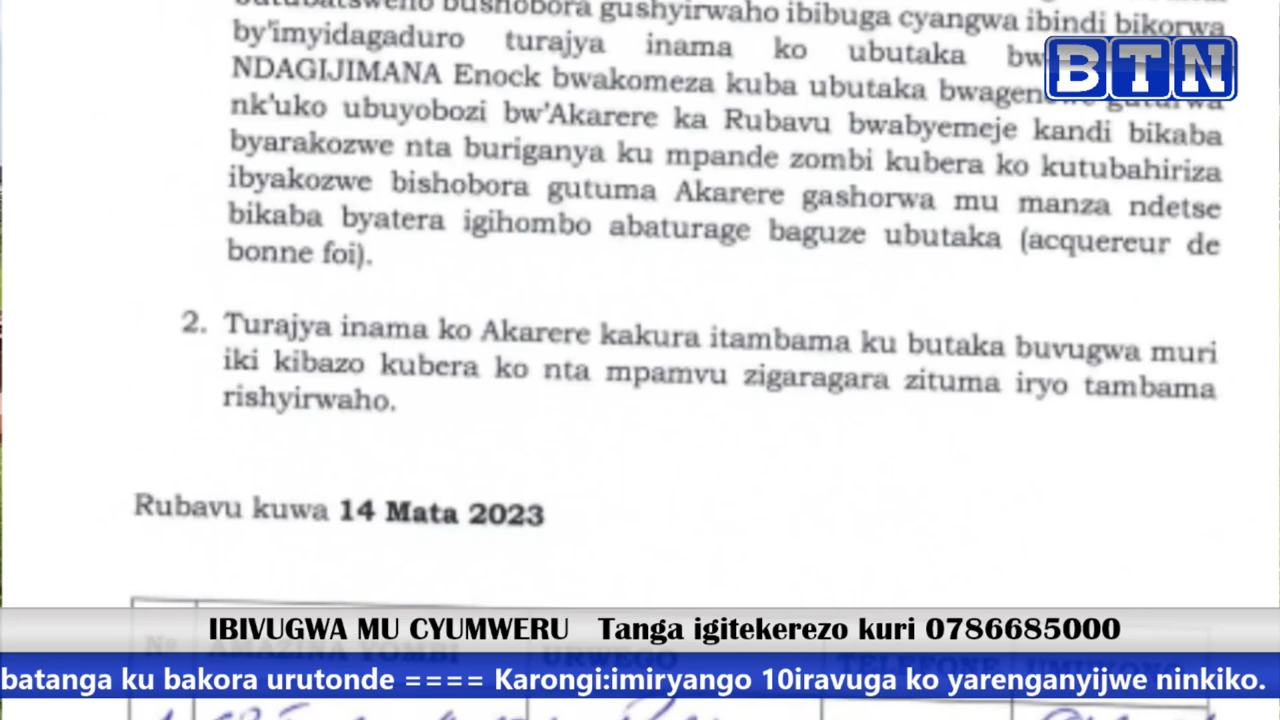 bushobora gushyirwaho ibibuga cyangwa ibindi bikorwa
by'imyidagaduro turajya inama ko ubutaka
BTN
NDAGIJIMANA Enock bwakomeza kuba ubutaka
nk'uko ubuyobozi bw'Akarere ka Rubavu bwabyemeje kandi bikaba
byarakozwe nta buriganya ku mpande zombi kubera ko kutubahiriza
ibyakozwe bishobora gutuma Akarere gashorwa mu manza ndetse
bikaba byatera igihombo abaturage baguze ubutaka (acquereur de
bonne foi).
2. Turajya inama ko Akarere kakura itambama ku butaka buvugwa muri
iki kibazo kubera ko nta mpamvu zigaragara zituma iryo tambama
rishyirwaho.
Rubavu kuwa 14 Mata 2023
IBIVUGWA MU CYUMWERU Tanga igitekerezo kuri 0786685000
batanga ku bakora urutonde ==== Karongi:imiryango 10iravuga ko yarenganyijwe ninkiko.